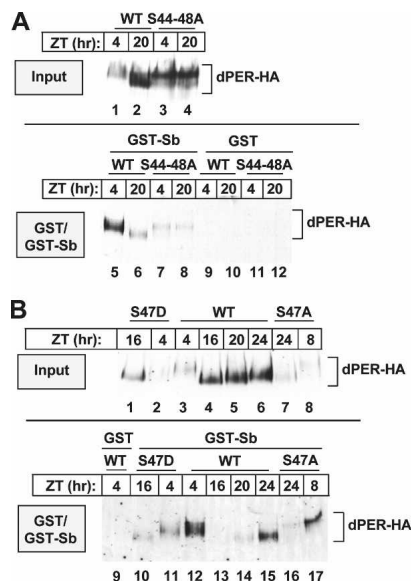 A
WT S44-48A
ZT (hr): 4 20 4 20
Input
dPER-HA
1 2 3 4
GST-Sb GST
WT S44-48A WT S44-48A
ZT (hr): 4 20 4 20 4 20 4 20
GST/
GST-Sb
dPER-HA
5 6 7 8 9 10 11 12
B
S47D WT S47A
ZT (hr): 16 4 4 16 20 24 24 8
Input
dPER-HA
1 2 3 4 5 6 7 8
GST GST-Sb
WT S47D WT S47A
ZT (hr): 4 16 4 4 13 20 24 24 8
GST/
GST-Sb
dPER-HA
9 10 11 12 13 14 15 16 17